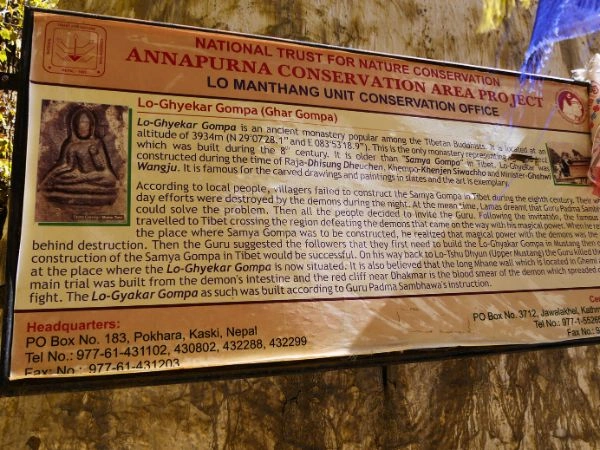 NATIONAL TRUST FOR NATURE CONSERVATION
ANNAPURNA CONSERVATION AREA PROJECT
LO MANTHANG UNIT CONSERVATION OFFICE
Lo-Ghyekar Gompa (Ghar Gompa)
Lo-Ghyekar Gompa is an ancient monastery popular among the Tibetan Buddhists. It is located at an
altitude of 3934m (N 29°07'28.1" and E 083°53'18.9"). This is the only monastery representing
which was built during the 8th century. It is older than "Samya Gompa" in Tibet. Lo-Ghyekar was
constructed during the time of Raja-Dhisung Dheuchen, Khempo-Khenjen Siwachho and Minister-Ghalwa
Wangju. It is famous for the carved drawings and paintings in slates and the art is exemplary.
According to local people, villagers failed to construct the Samya Gompa in Tibet during the eighth century.
day efforts were destroyed by the demons during the night. At the mean time, Lamas dreamt that Guru Padma
could solve the problem. Then all the people decided to invite the Guru. Following the invitation, the famous
travelled to Tibet crossing the region defeating the demons that came on the way with his magical power. When he
the place where Samya Gompa was to be constructed, he realized that magical power with the demons was the
behind destruction. Then the Guru suggested the followers that they first need to build the Lo-Ghyakar Gompa in Mustang then
construction of the Samya Gompa in Tibet would be successful. On his way back to Lo-Tshu Dhyun (Upper Mustang) the Guru killed
at the place where the Lo-Ghyekar Gompa is now situated. It is also believed that the long Mhane wall which is located in Ghemi
main trial was built from the demon's intestine and the red cliff near Dhakmar is the blood smear of the demon which spreaded
fight. The Lo-Gyakar Gompa as such was built according to Guru Padma Sambhawa's instruction.
Headquarters:
PO Box No. 183, Pokhara, Kaski, Nepal
Tel No.: 977-61-431102, 430802, 432288, 432299
Fax: No.: 977-61-431203
PO Box No. 3712, Jawalakhel,
Tel No.: 977-1-
Fax No.: